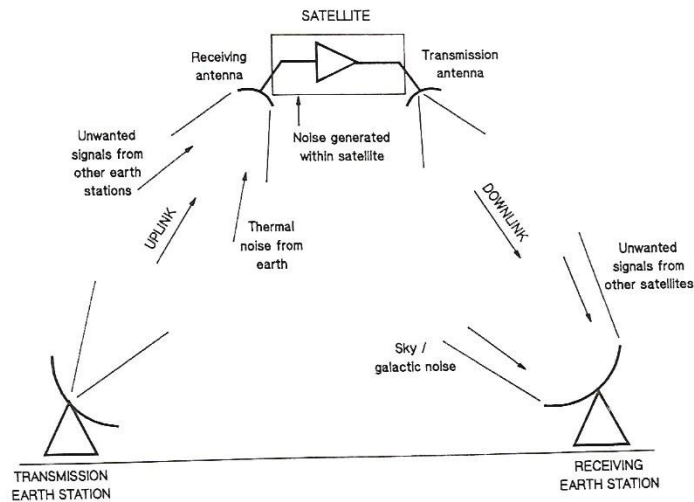 SATELLITE
Receiving
antenna
Transmission
antenna
Noise generated
within satellite
Unwanted
signals from
other earth
stations
UPLINK
Thermal
noise from
earth
DOWNLINK
Unwanted
signals from
other satellites
Sky /
galactic noise
TRANSMISSION
EARTH STATION
RECEIVING
EARTH STATION